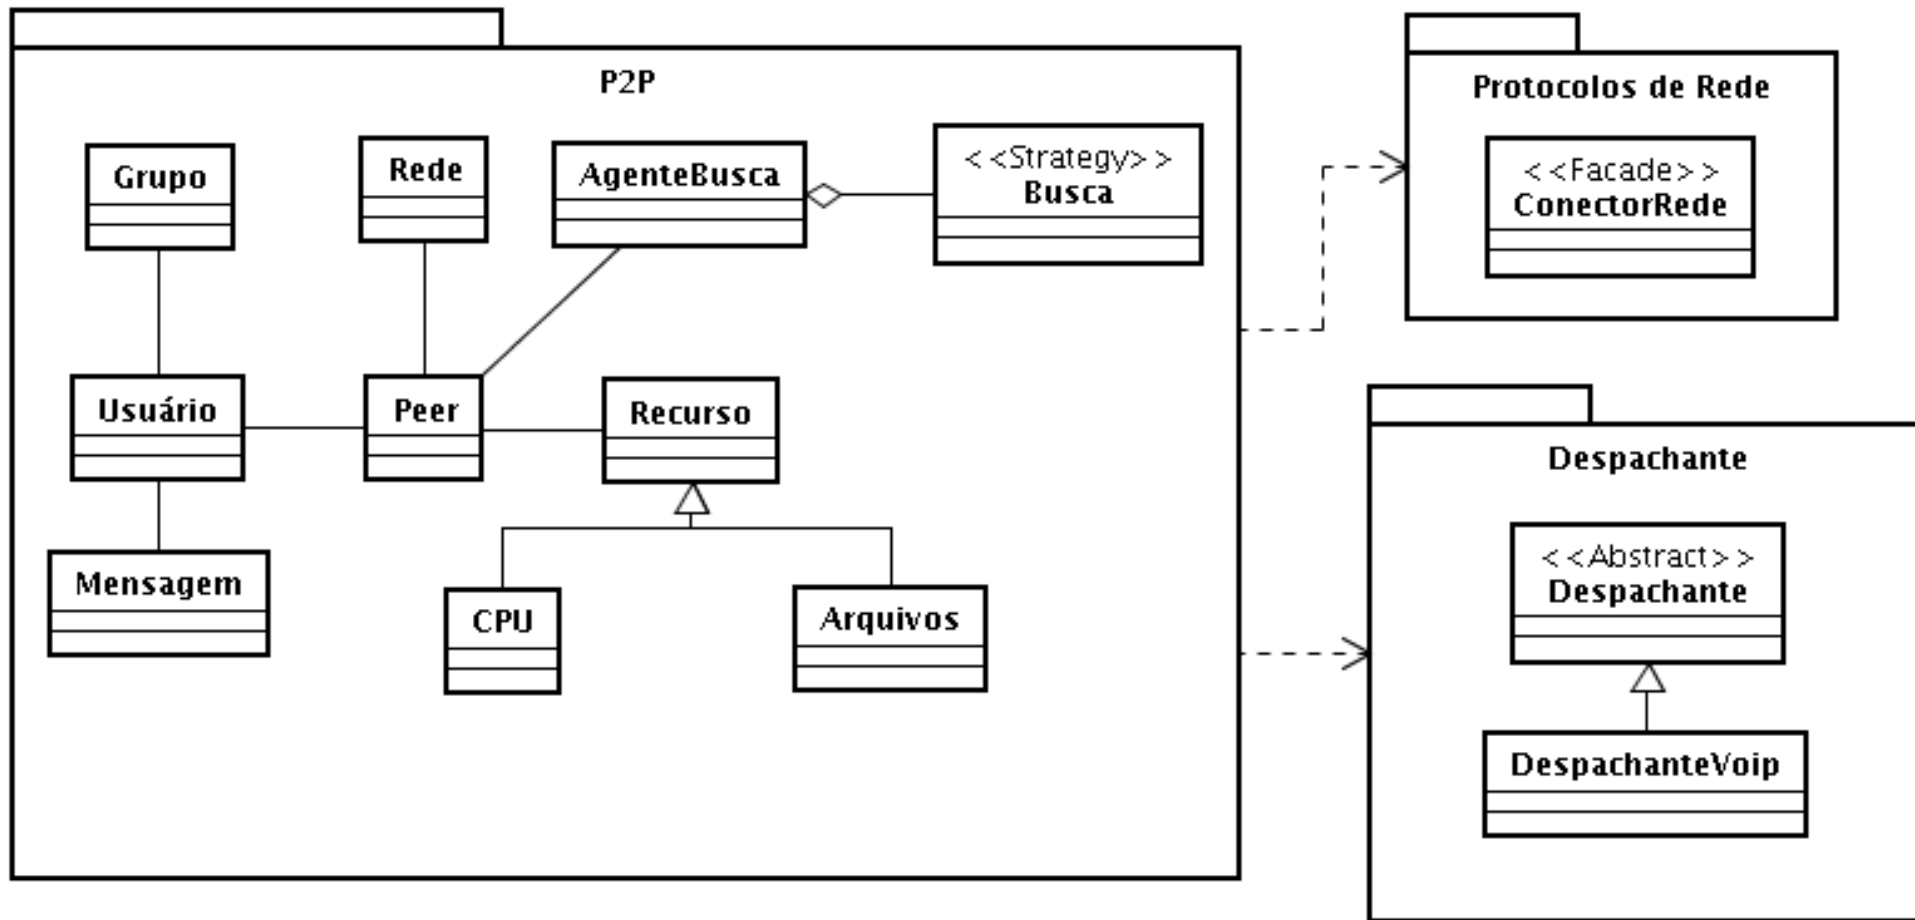 P2P
Grupo
Rede
AgenteBusca
< <Strategy> >
Busca
Usuário
Peer
Recurso
Mensagem
CPU
Arquivos
Protocolos de Rede
< <Facade> >
ConectorRede
Despachante
< <Abstract> >
Despachante
DespachanteVoip